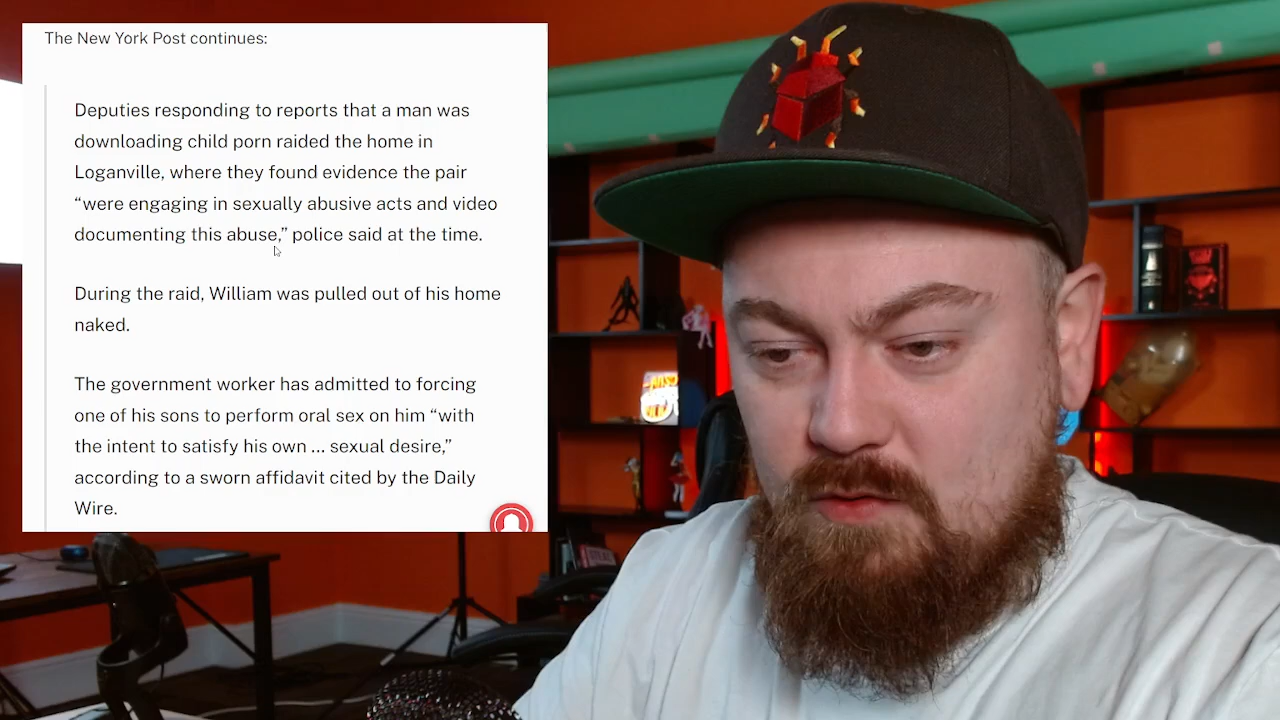 The New York Post continues:
Deputies responding to reports that a man was
downloading child porn raided the home in
Loganville, where they found evidence the pair
“were engaging in sexually abusive acts and video
documenting this abuse,” police said at the time.
During the raid, William was pulled out of his home
naked.
The government worker has admitted to forcing
one of his sons to perform oral sex on him “with
the intent to satisfy his own ... sexual desire,”
according to a sworn affidavit cited by the Daily
Wire.